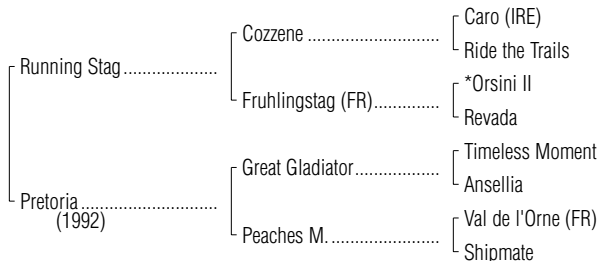 Caro (IRE)
Cozzene ................................
Ride the Trails
Running Stag.....................
*Orsini II
Fruhlingstag (FR)................
Revada
Timeless Moment
Great Gladiator.....................
Ansellia
Pretoria ..............................
(1992)
Val de l'Orne (FR)
Peaches M. ..........................
Shipmate